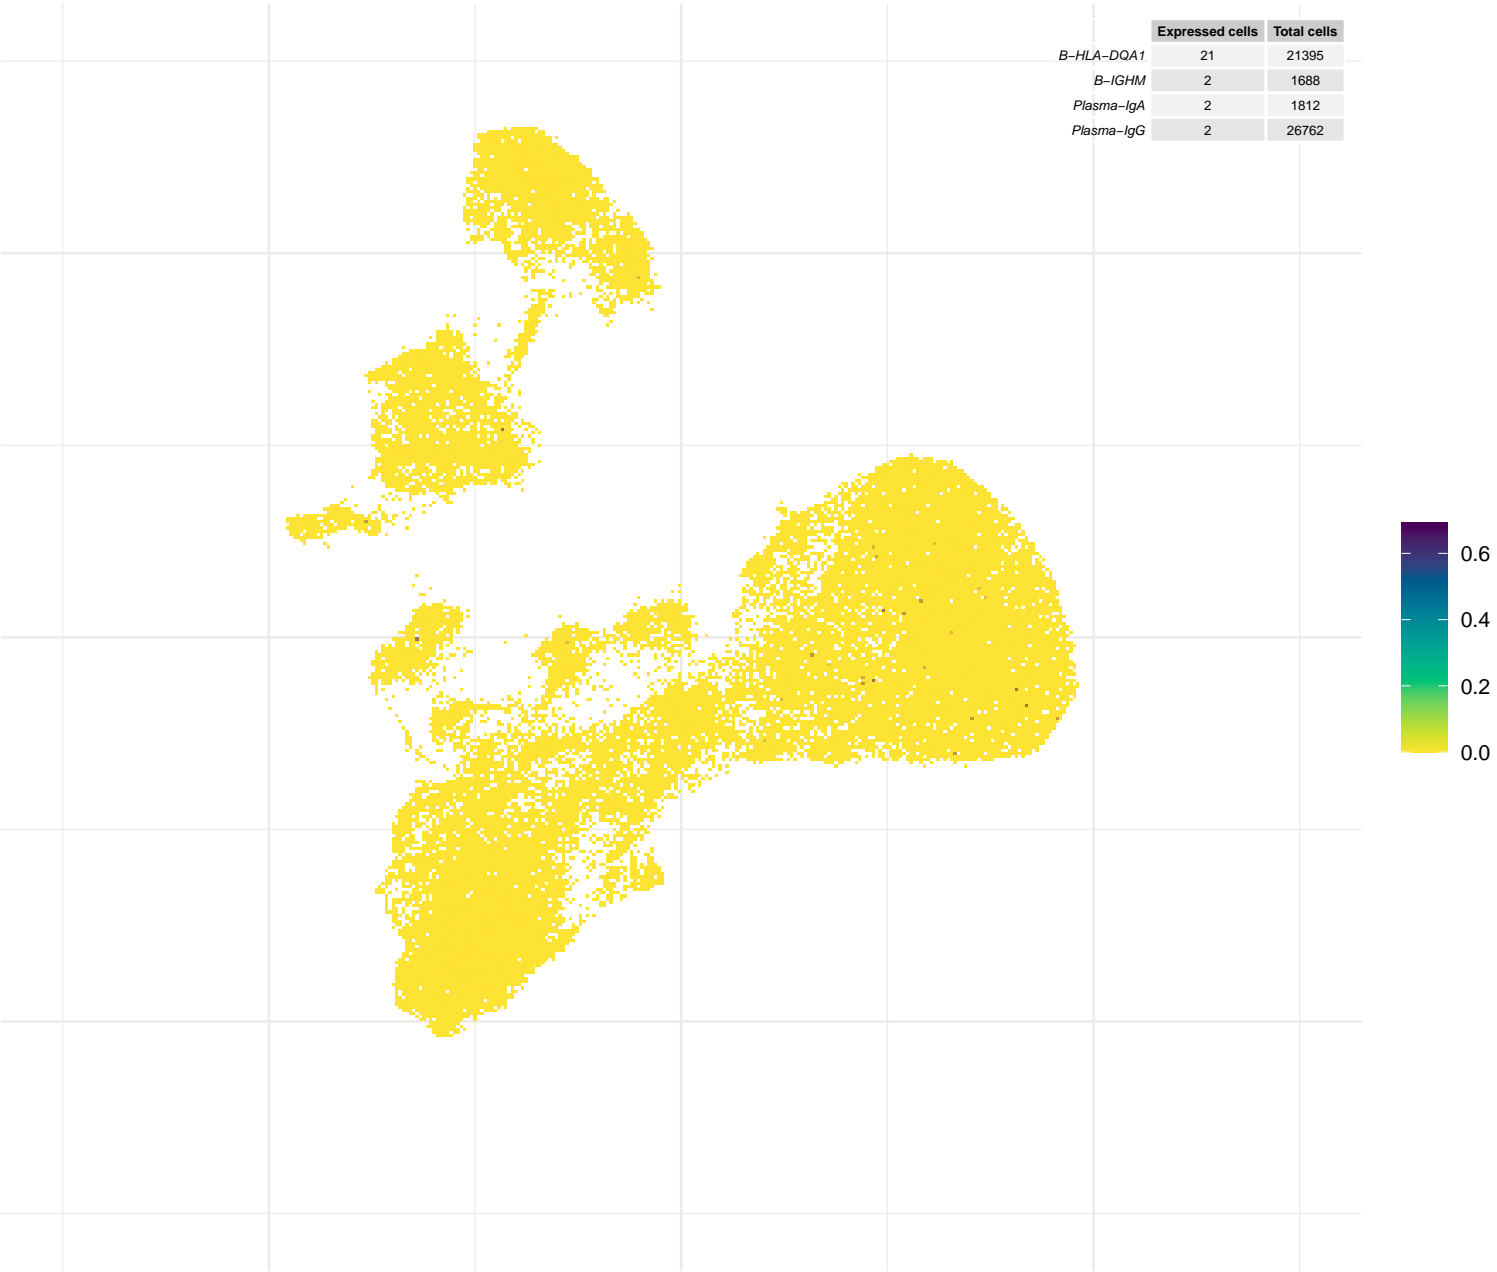 Expressed cells Total cells
B−HLA−DQA1 21 21395
B−IGHM 2 1688
Plasma−IgA 2 1812
Plasma−IgG 2 26762
0.6
0.4
0.2
0.0